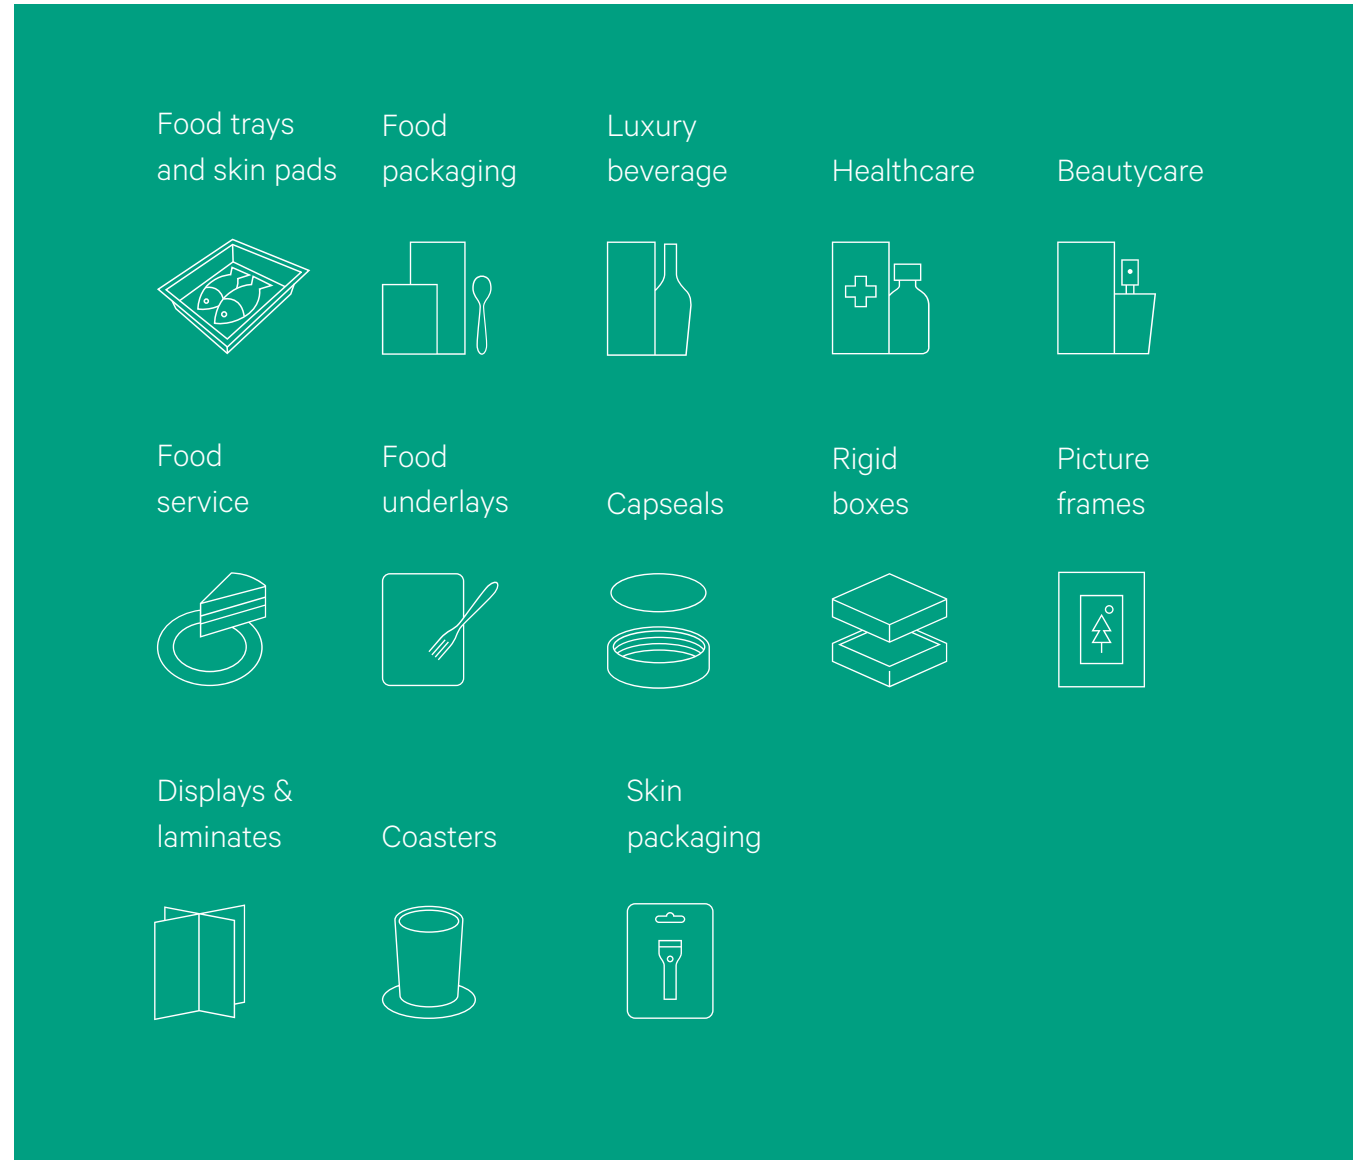 Food trays
and skin pads
Food
packaging
Luxury
beverage
Healthcare
Beautycare
Food
service
Food
underlays
Capseals
Rigid
boxes
Picture
frames
Displays &
laminates
Coasters
Skin
packaging